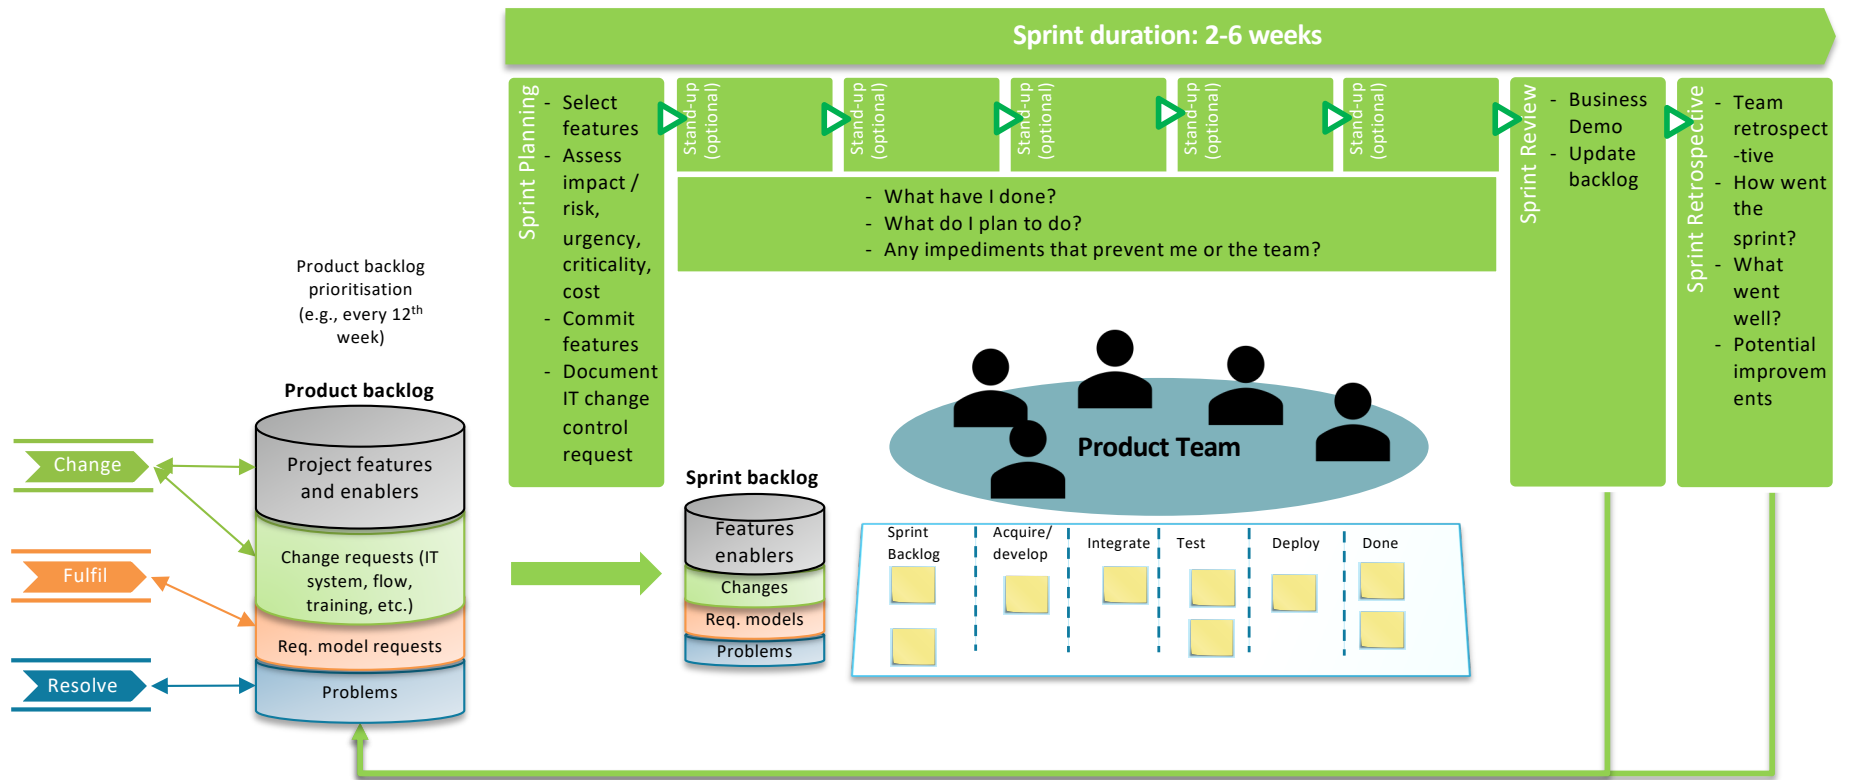 Sprint duration: 2-6 weeks
Sprint Planning
- Select
features
- Assess
impact /
risk,
urgency,
criticality,
cost
- Commit
features
- Document
IT change
control
request
Stand-up
(optional)
Stand-up
(optional)
Stand-up
(optional)
Stand-up
(optional)
Stand-up
(optional)
- What have I done?
- What do I plan to do?
- Any impediments that prevent me or the team?
Sprint Review
- Business
Demo
- Update
backlog
Sprint Retrospective
- Team
retrospect
-tive
- How went
the
sprint?
- What
went
well?
- Potential
improvem
ents
Product backlog
prioritisation
(e.g., every 12th
week)
Product backlog
Project features
and enablers
Change requests (IT
system, flow,
training, etc.)
Req. model requests
Problems
Change
Fulfil
Resolve
Sprint backlog
Features
enablers
Changes
Req. models
Problems
Product Team
Sprint
Backlog
Acquire/
develop
Integrate
Test
Deploy
Done